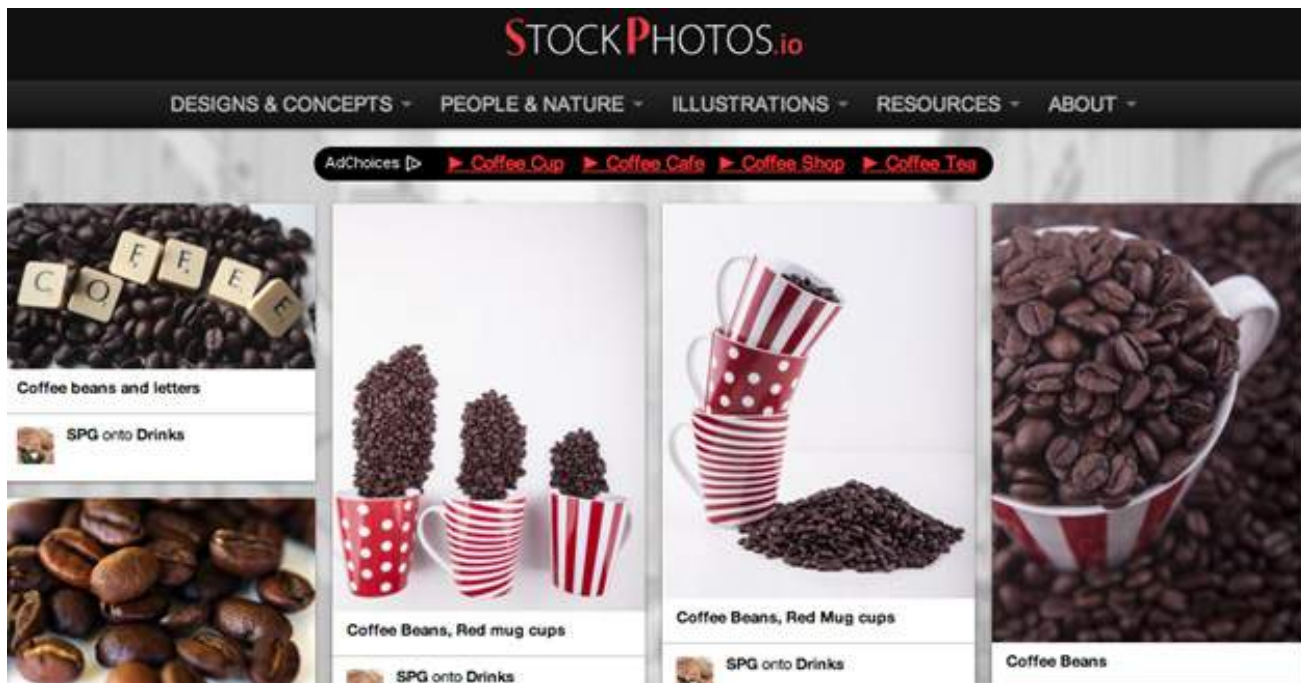 STOCKPHOTOS.io
DESIGNS & CONCEPTS PEOPLE & NATURE ILLUSTRATIONS RESOURCES ABOUT
AdChoices Coffee Cup Coffee Cafe Coffee Shop Coffee Tea
COFFEE
Coffee beans and letters
SPG onto Drinks
Coffee Beans, Red mug cups
SPG onto Drinks
Coffee Beans, Red Mug cups
SPG onto Drinks
Coffee Beans